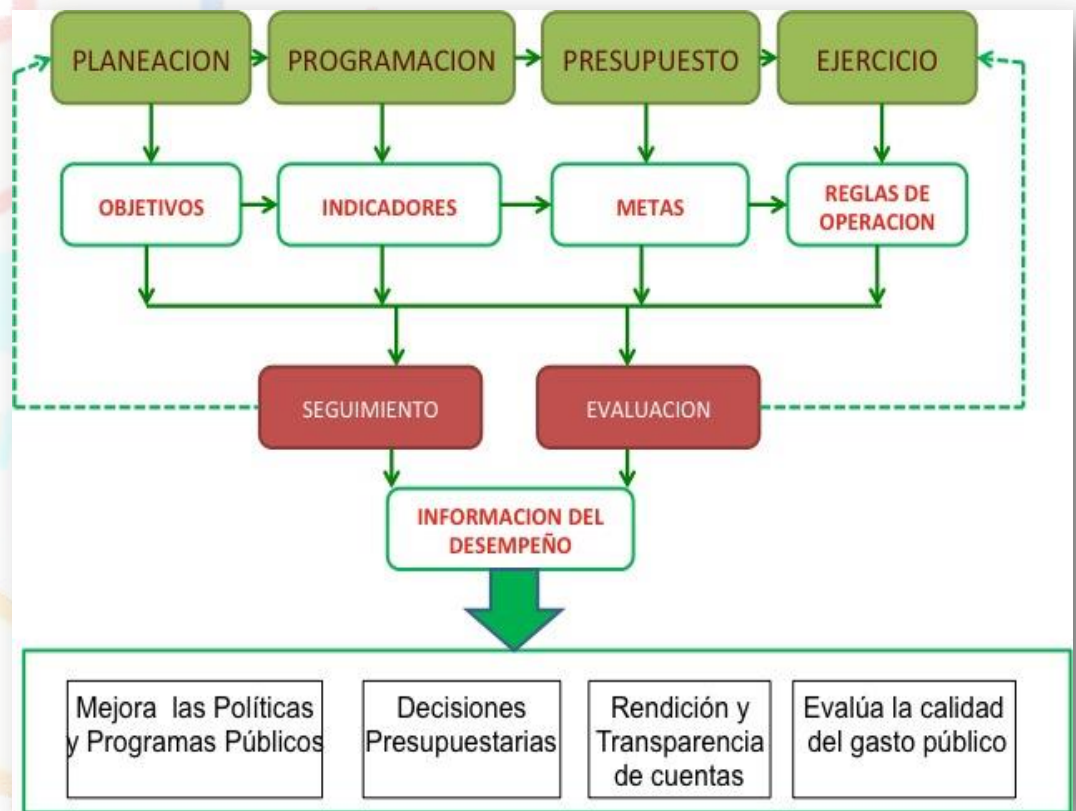 PLANEACION
PROGRAMACION
PRESUPUESTO
EJERCICIO
OBJETIVOS
INDICADORES
METAS
REGLAS DE
OPERACION
SEGUIMIENTO
EVALUACION
INFORMACION DEL
DESEMPEÑO
Mejora las Políticas
y Programas Públicos
Decisiones
Presupuestarias
Rendición y
Transparencia
de cuentas
Evalúa la calidad
del gasto público